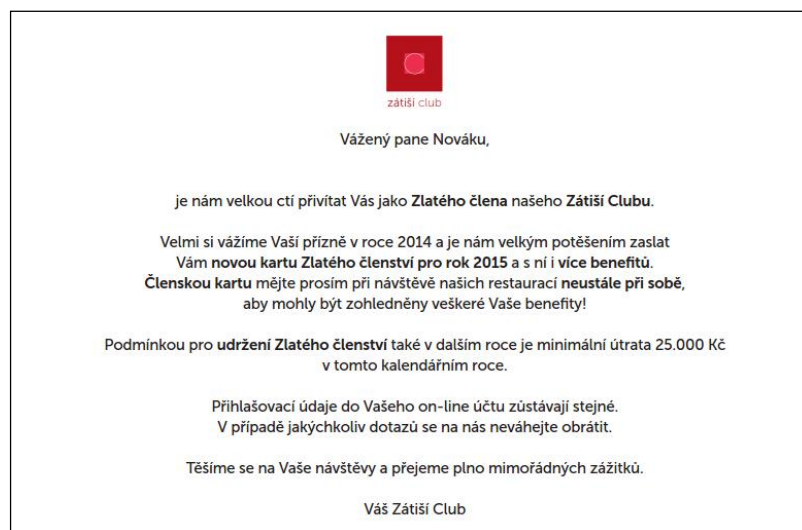 zátiší club
Vážený pane Nováku,
je nám velkou ctí přivítat Vás jako Zlatého člena našeho Zátiší Clubu.
Velmi si vážíme Vaší přízně v roce 2014 a je nám velkým potěšením zaslat
Vám novou kartu Zlatého členství pro rok 2015 a s ní i více benefitů.
Členskou kartu mějte prosím při návštěvě našich restaurací neustále při sobě,
aby mohly být zohledněny veškeré Vaše benefity!
Podmínkou pro udržení Zlatého členství také v dalším roce je minimální útrata 25.000 Kč
v tomto kalendářním roce.
Přihlašovací údaje do Vašeho on-line účtu zůstávají stejné.
V případě jakýchkoliv dotazů se na nás neváhejte obrátit.
Těšíme se na Vaše návštěvy a přejeme plno mimořádných zážitků.
Váš Zátiší Club